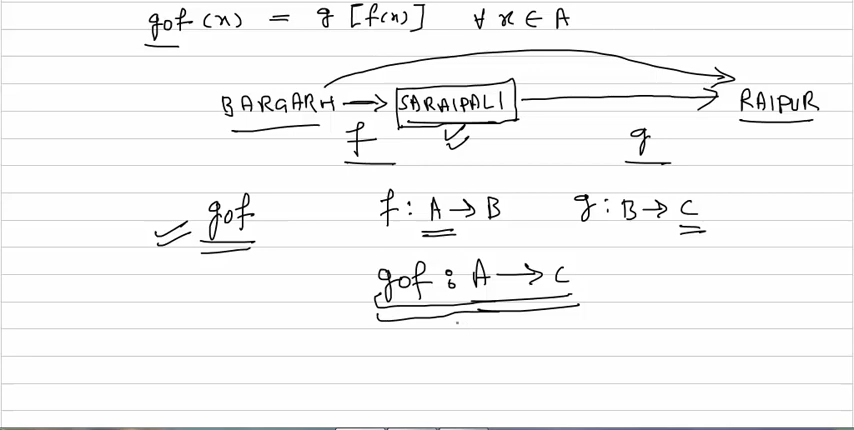 gof (x) = g [f(x)] ∀ x ∈ A
BARGARH → SARAIPALI → RAIPUR
f g
gof f : A → B g : B → C
gof : A → C